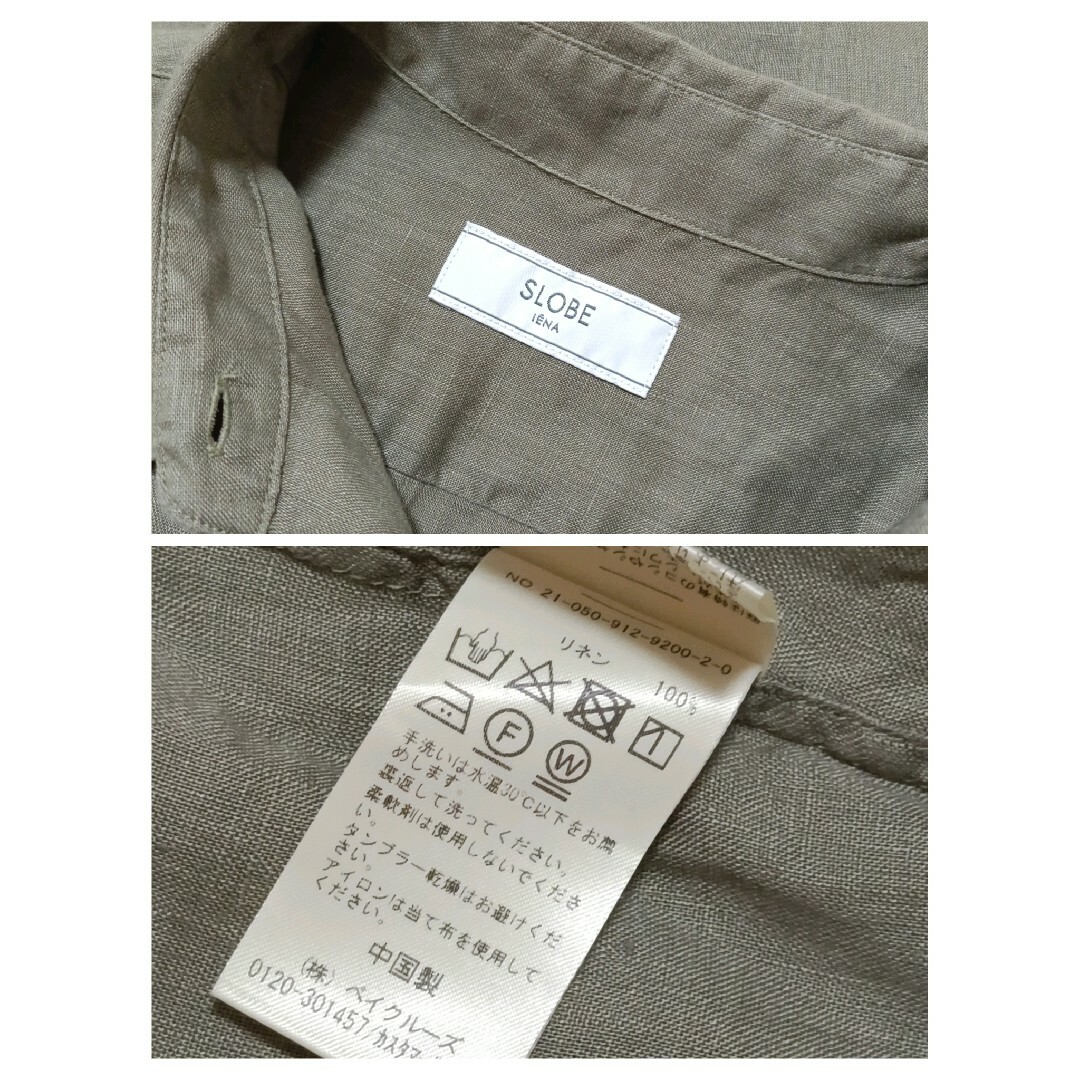 SLOBE
IÉNA
NO 21-050-912-9200-2-0
リネン 100%
F
W
手洗いは水温30℃以下をお薦
めします。
裏返して洗ってください。
柔軟剤は使用しないでくださ
い。
タンブラー乾燥はお避けくだ
さい。
アイロンは当て布を使用して
ください。
中国製
(株) ベイクルーズ
0120-301457/カスタマ